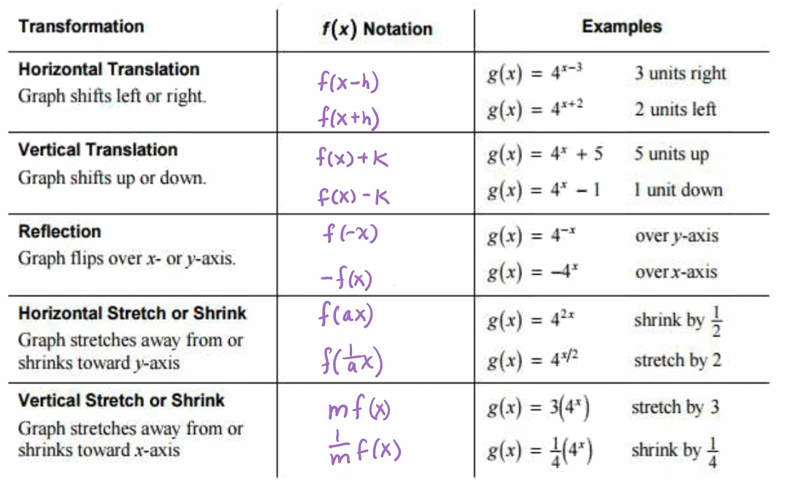 Transformation f(x) Notation Examples
Horizontal Translation
Graph shifts left or right.
f(x-h)
f(x+h)
g(x) = 4^{x-3} 3 units right
g(x) = 4^{x+2} 2 units left
Vertical Translation
Graph shifts up or down.
f(x)+K
f(x)-K
g(x) = 4^x + 5 5 units up
g(x) = 4^x - 1 1 unit down
Reflection
Graph flips over x- or y-axis.
f(-x)
-f(x)
g(x) = 4^{-x} over y-axis
g(x) = -4^x over x-axis
Horizontal Stretch or Shrink
Graph stretches away from or
shrinks toward y-axis
f(ax)
f(1/a x)
g(x) = 4^{2x} shrink by 1/2
g(x) = 4^{x/2} stretch by 2
Vertical Stretch or Shrink
Graph stretches away from or
shrinks toward x-axis
mf(x)
1/m f(x)
g(x) = 3(4^x) stretch by 3
g(x) = 1/4(4^x) shrink by 1/4